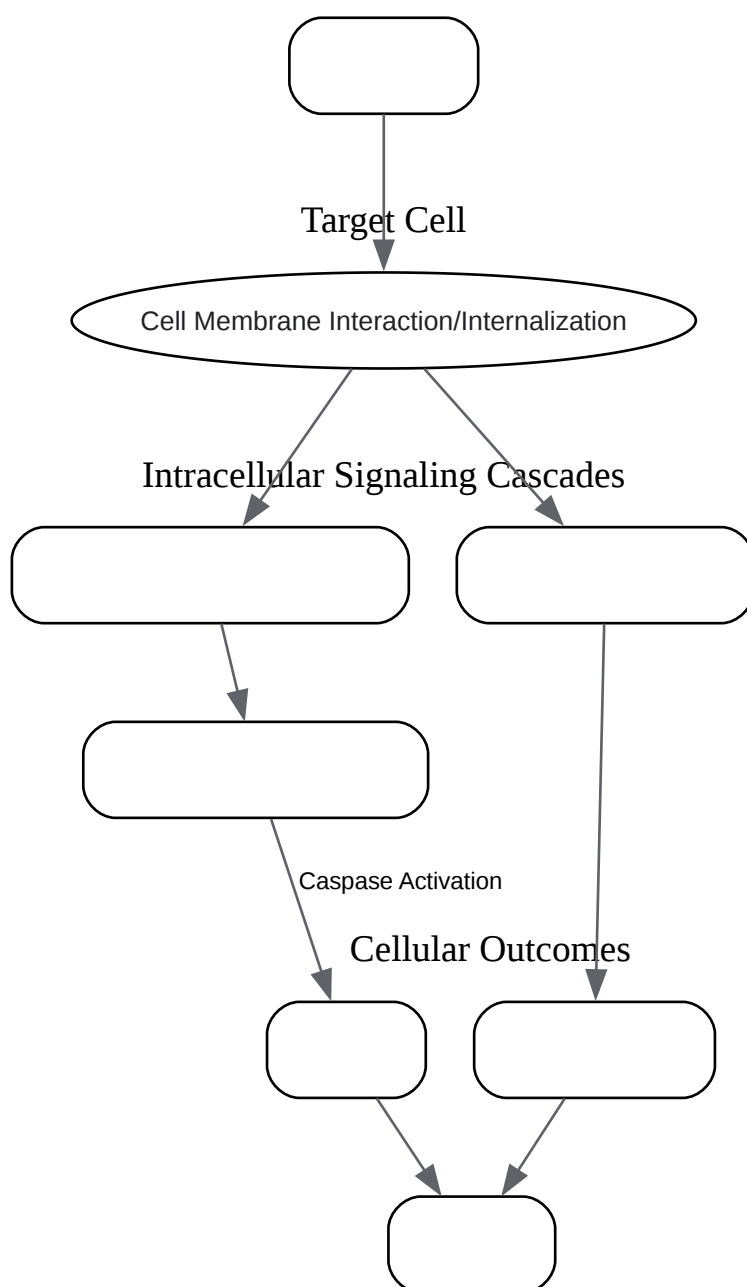 Target Cell
Cell Membrane Interaction/Internalization
Intracellular Signaling Cascades
Caspase Activation
Cellular Outcomes